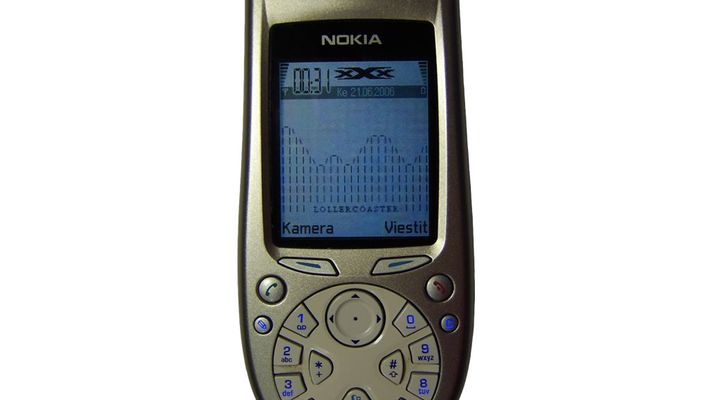 NOKIA
00:31 xXx
Ke 21.06.2006
LOLLERCOASTER
Kamera Viestit
1 0
2 abc * + # 9 wxyz
3 def 8 tuv